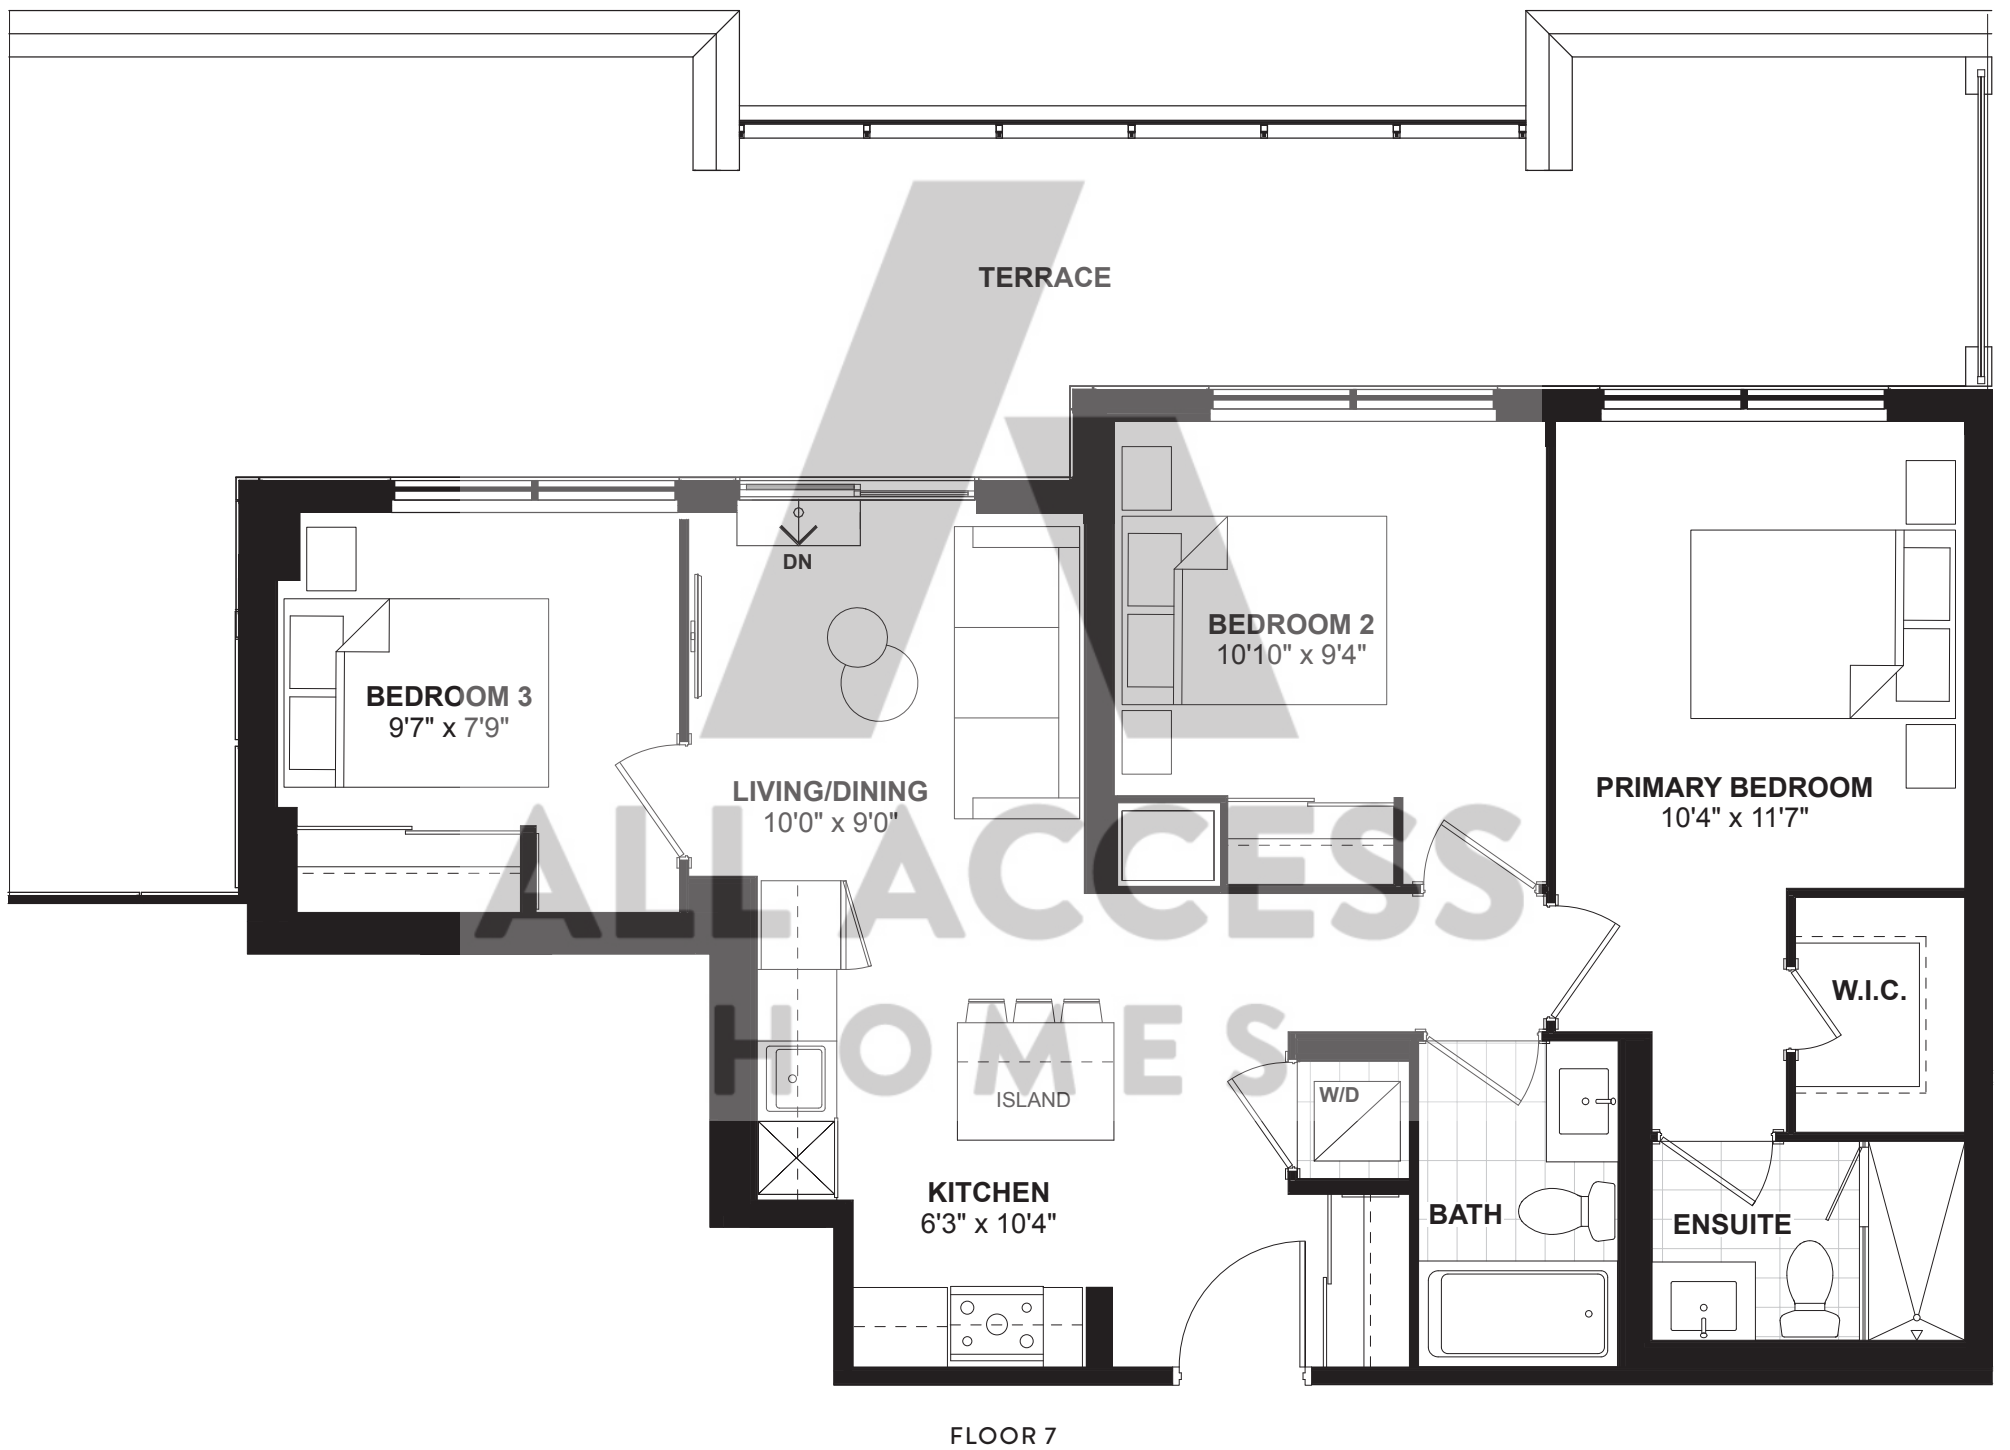 TERRACE
DN
BEDROOM 2
10'10" x 9'4"
BEDROOM 3
9'7" x 7'9"
LIVING/DINING
10'0" x 9'0"
PRIMARY BEDROOM
10'4" x 11'7"
ALL ACCESS
HOMES
W.I.C.
ISLAND
W/D
KITCHEN
6'3" x 10'4"
BATH
ENSUITE
FLOOR 7